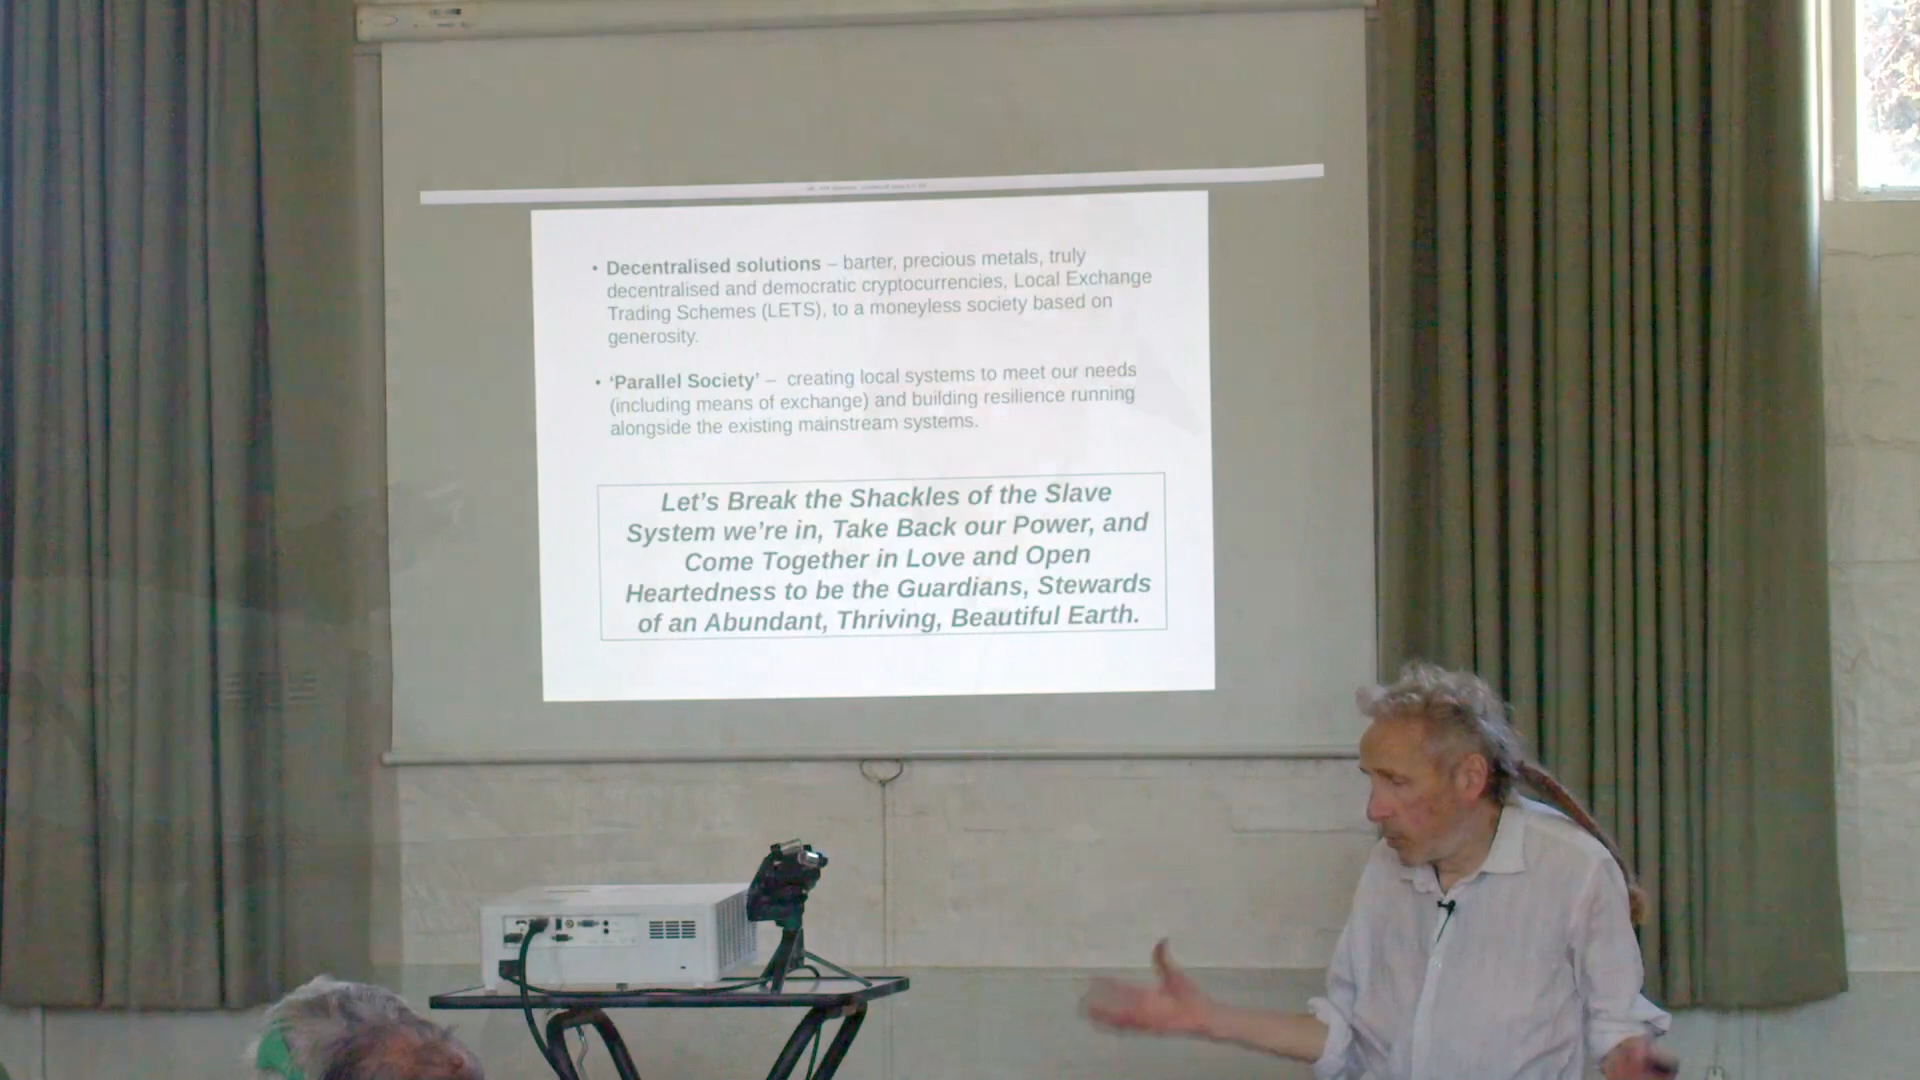 • Decentralised solutions – barter, precious metals, truly
decentralised and democratic cryptocurrencies, Local Exchange
Trading Schemes (LETS), to a moneyless society based on
generosity.
• ‘Parallel Society’ – creating local systems to meet our needs
(including means of exchange) and building resilience running
alongside the existing mainstream systems.
Let’s Break the Shackles of the Slave
System we’re in, Take Back our Power, and
Come Together in Love and Open
Heartedness to be the Guardians, Stewards
of an Abundant, Thriving, Beautiful Earth.